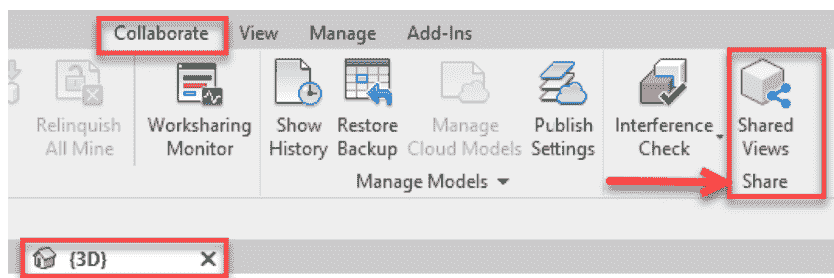 Collaborate View Manage Add-Ins
Relinquish All Mine
Worksharing Monitor
Show History
Restore Backup
Manage Cloud Models
Publish Settings
Interference Check
Shared Views
Manage Models
Share
{3D}